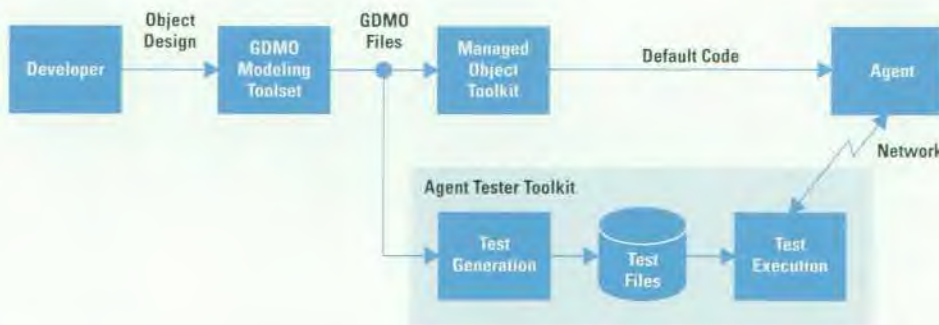 Object
Design
GDMO
Files
Developer
GDMO
Modeling
Toolset
Managed
Object
Toolkit
Default Code
Agent
Network
Agent Tester Toolkit
Test
Generation
Test
Files
Test
Execution